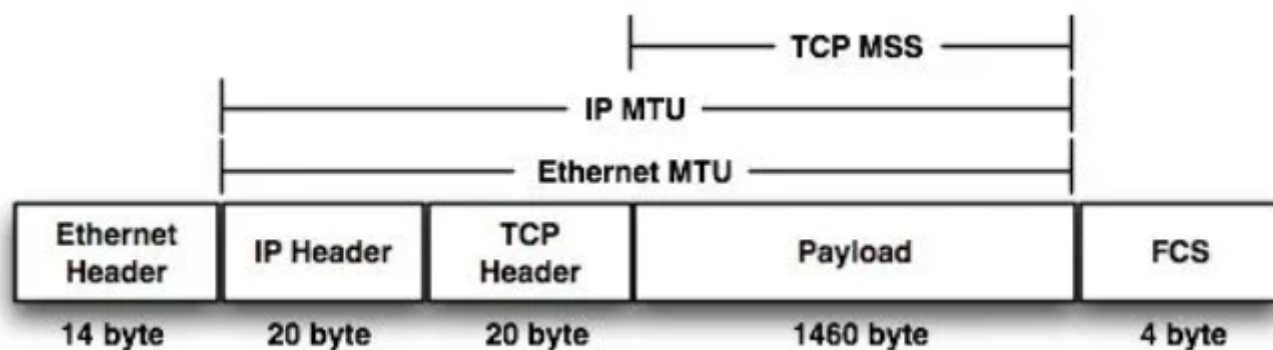 TCP MSS
IP MTU
Ethernet MTU
Ethernet
Header
IP Header
TCP
Header
Payload
FCS
14 byte
20 byte
20 byte
1460 byte
4 byte